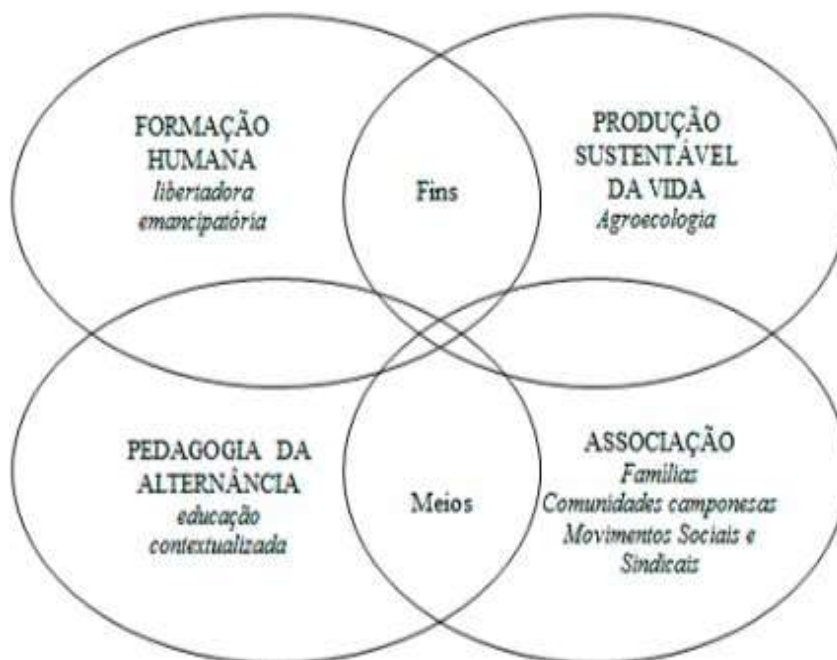 FORMAÇÃO
HUMANA
libertadora
emancipatória
Fins
PRODUÇÃO
SUSTENTÁVEL
DA VIDA
Agroecologia
PEDAGOGIA DA
ALTERNÂNCIA
educação
contextualizada
Meios
ASSOCIAÇÃO
Famílias
Comunidades camponesas
Movimentos Sociais e
Sindicais